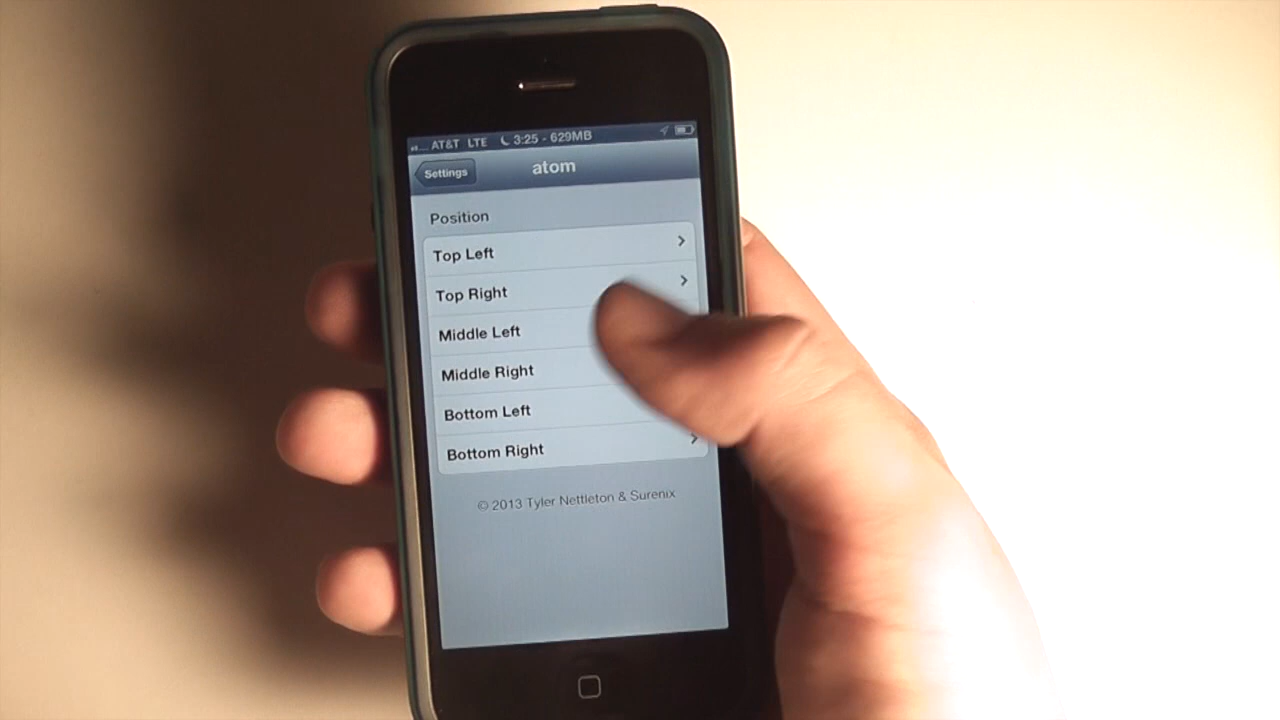 AT&T LTE 3:25 - 629MB
Settings atom
Position
Top Left
Top Right
Middle Left
Middle Right
Bottom Left
Bottom Right
© 2013 Tyler Nettleton & Surenix